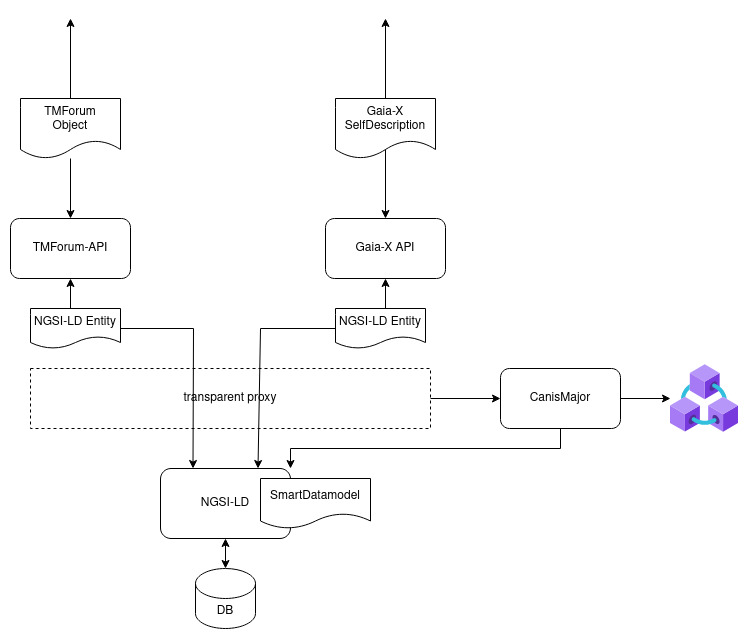 TMForum
Object
Gaia-X
SelfDescription
TMForum-API
Gaia-X API
NGSI-LD Entity
NGSI-LD Entity
transparent proxy
CanisMajor
NGSI-LD
SmartDatamodel
DB